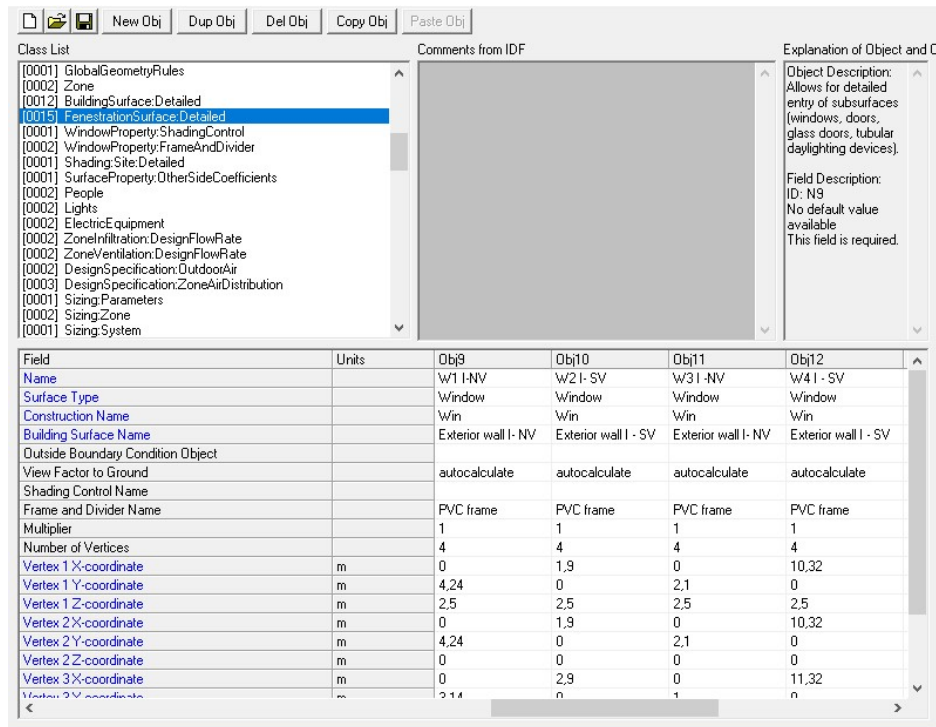 New Obj Dup Obj Del Obj Copy Obj Paste Obj
Class List
[0001] GlobalGeometryRules
[0002] Zone
[0012] BuildingSurface:Detailed
[0015] FenestrationSurface:Detailed
[0001] WindowProperty:ShadingControl
[0002] WindowProperty:FrameAndDivider
[0001] Shading:Site:Detailed
[0001] SurfaceProperty:OtherSideCoefficients
[0002] People
[0002] Lights
[0002] ElectricEquipment
[0002] ZoneInfiltration:DesignFlowRate
[0002] ZoneVentilation:DesignFlowRate
[0002] DesignSpecification:OutdoorAir
[0003] DesignSpecification:ZoneAirDistribution
[0001] Sizing:Parameters
[0002] Sizing:Zone
[0001] Sizing:System
Comments from IDF
Explanation of Object and C
Object Description:
Allows for detailed
entry of subsurfaces
(windows, doors,
glass doors, tubular
daylighting devices).
Field Description:
ID: N9
No default value
available
This field is required.
Field Units Obj9 Obj10 Obj11 Obj12
Name W1 I-NV W2 I- SV W3 I -NV W4 I - SV
Surface Type Window Window Window Window
Construction Name Win Win Win Win
Building Surface Name Exterior wall I- NV Exterior wall I - SV Exterior wall I- NV Exterior wall I - SV
Outside Boundary Condition Object
View Factor to Ground autocalculate autocalculate autocalculate autocalculate
Shading Control Name
Frame and Divider Name PVC frame PVC frame PVC frame PVC frame
Multiplier 1 1 1 1
Number of Vertices 4 4 4 4
Vertex 1 X-coordinate m 0 1,9 0 10,32
Vertex 1 Y-coordinate m 4,24 0 2,1 0
Vertex 1 Z-coordinate m 2,5 2,5 2,5 2,5
Vertex 2 X-coordinate m 0 1,9 0 10,32
Vertex 2 Y-coordinate m 4,24 0 2,1 0
Vertex 2 Z-coordinate m 0 0 0 0
Vertex 3 X-coordinate m 0 2,9 0 11,32
Vertex 3 Y-coordinate m 3,14 0 1 0